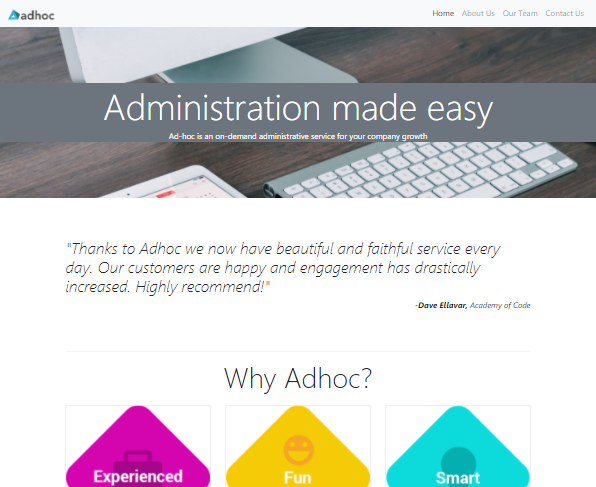 adhoc
Home About Us Our Team Contact Us
Administration made easy
Ad-hoc is an on-demand administrative service for your company growth
"Thanks to Adhoc we now have beautiful and faithful service every
day. Our customers are happy and engagement has drastically
increased. Highly recommend!"
-Dave Ellavar, Academy of Code
Why Adhoc?
Experienced Fun Smart